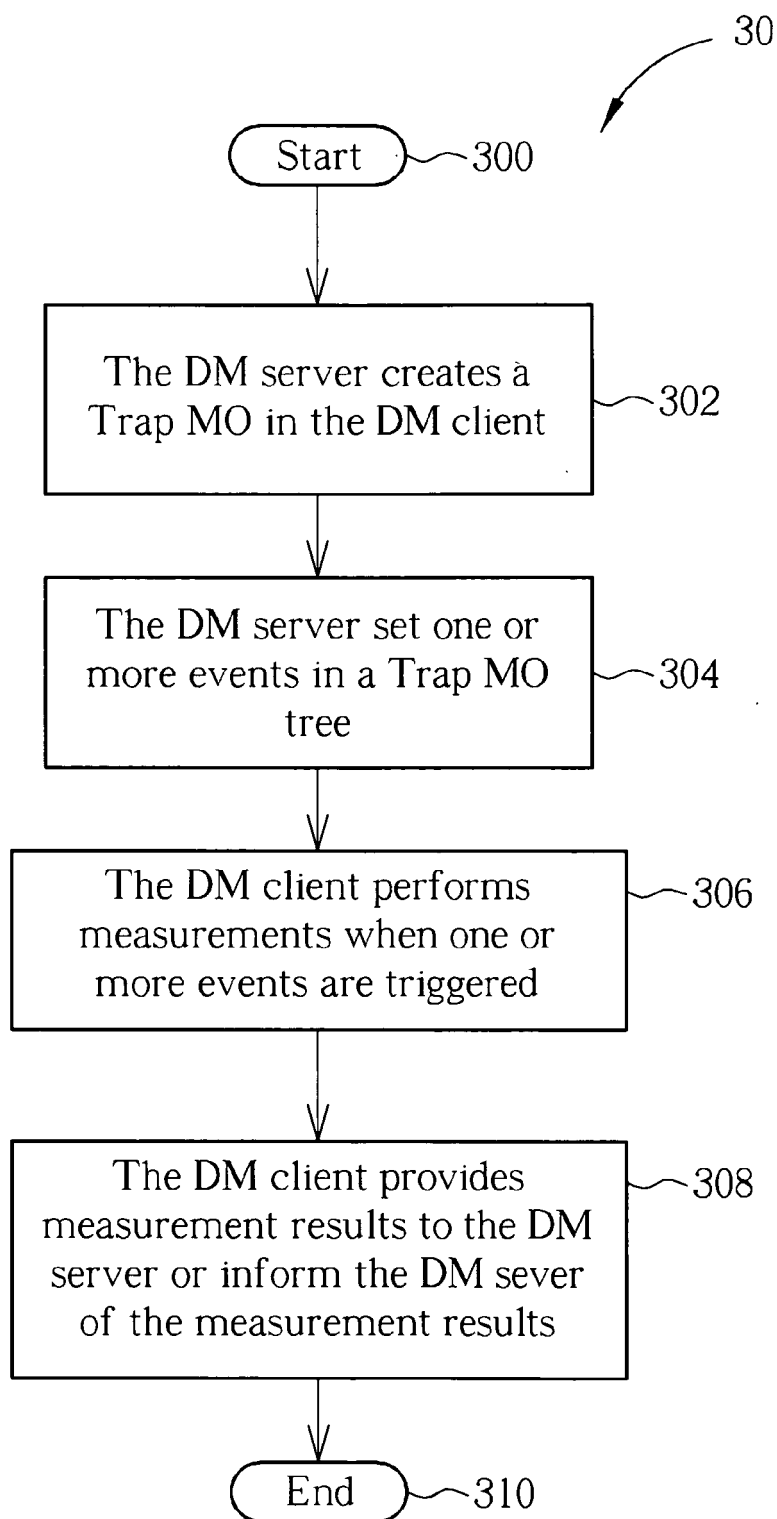 30
Start
300
The DM server creates a
Trap MO in the DM client
302
The DM server set one or
more events in a Trap MO
tree
304
The DM client performs
measurements when one or
more events are triggered
306
The DM client provides
measurement results to the DM
server or inform the DM sever
of the measurement results
308
End
310